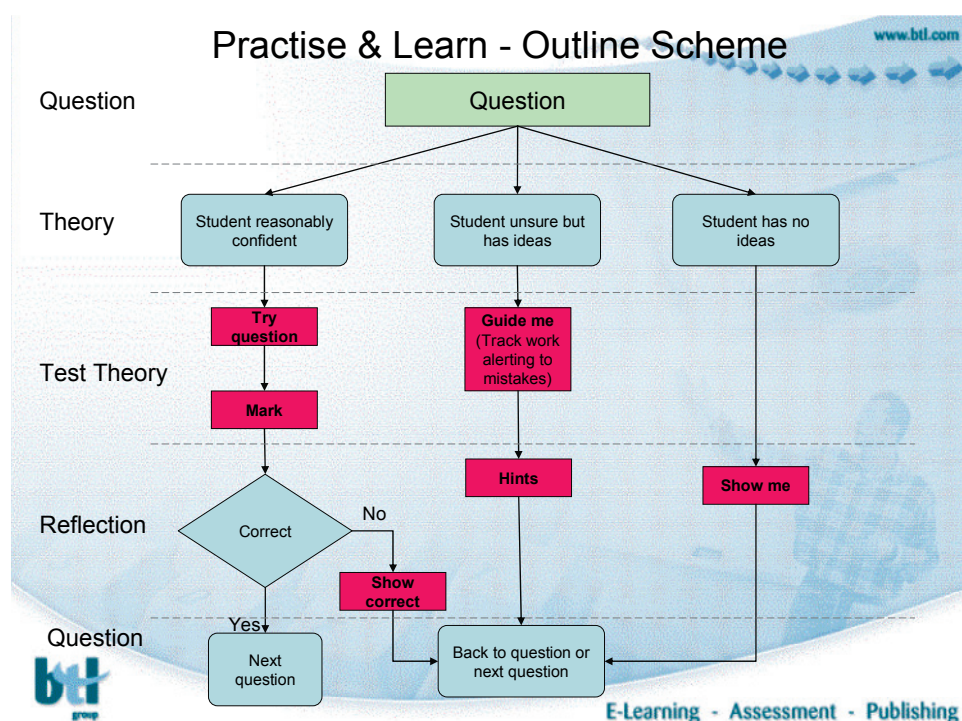 Practise & Learn - Outline Scheme
www.btl.com
Question
Question
Theory
Student reasonably
confident
Student unsure but
has ideas
Student has no
ideas
Test Theory
Try
question
Guide me
(Track work
alerting to
mistakes)
Mark
Reflection
Correct
No
Hints
Show me
Show
correct
Question
Yes
Next
question
Back to question or
next question
btl
group
E-Learning - Assessment - Publishing